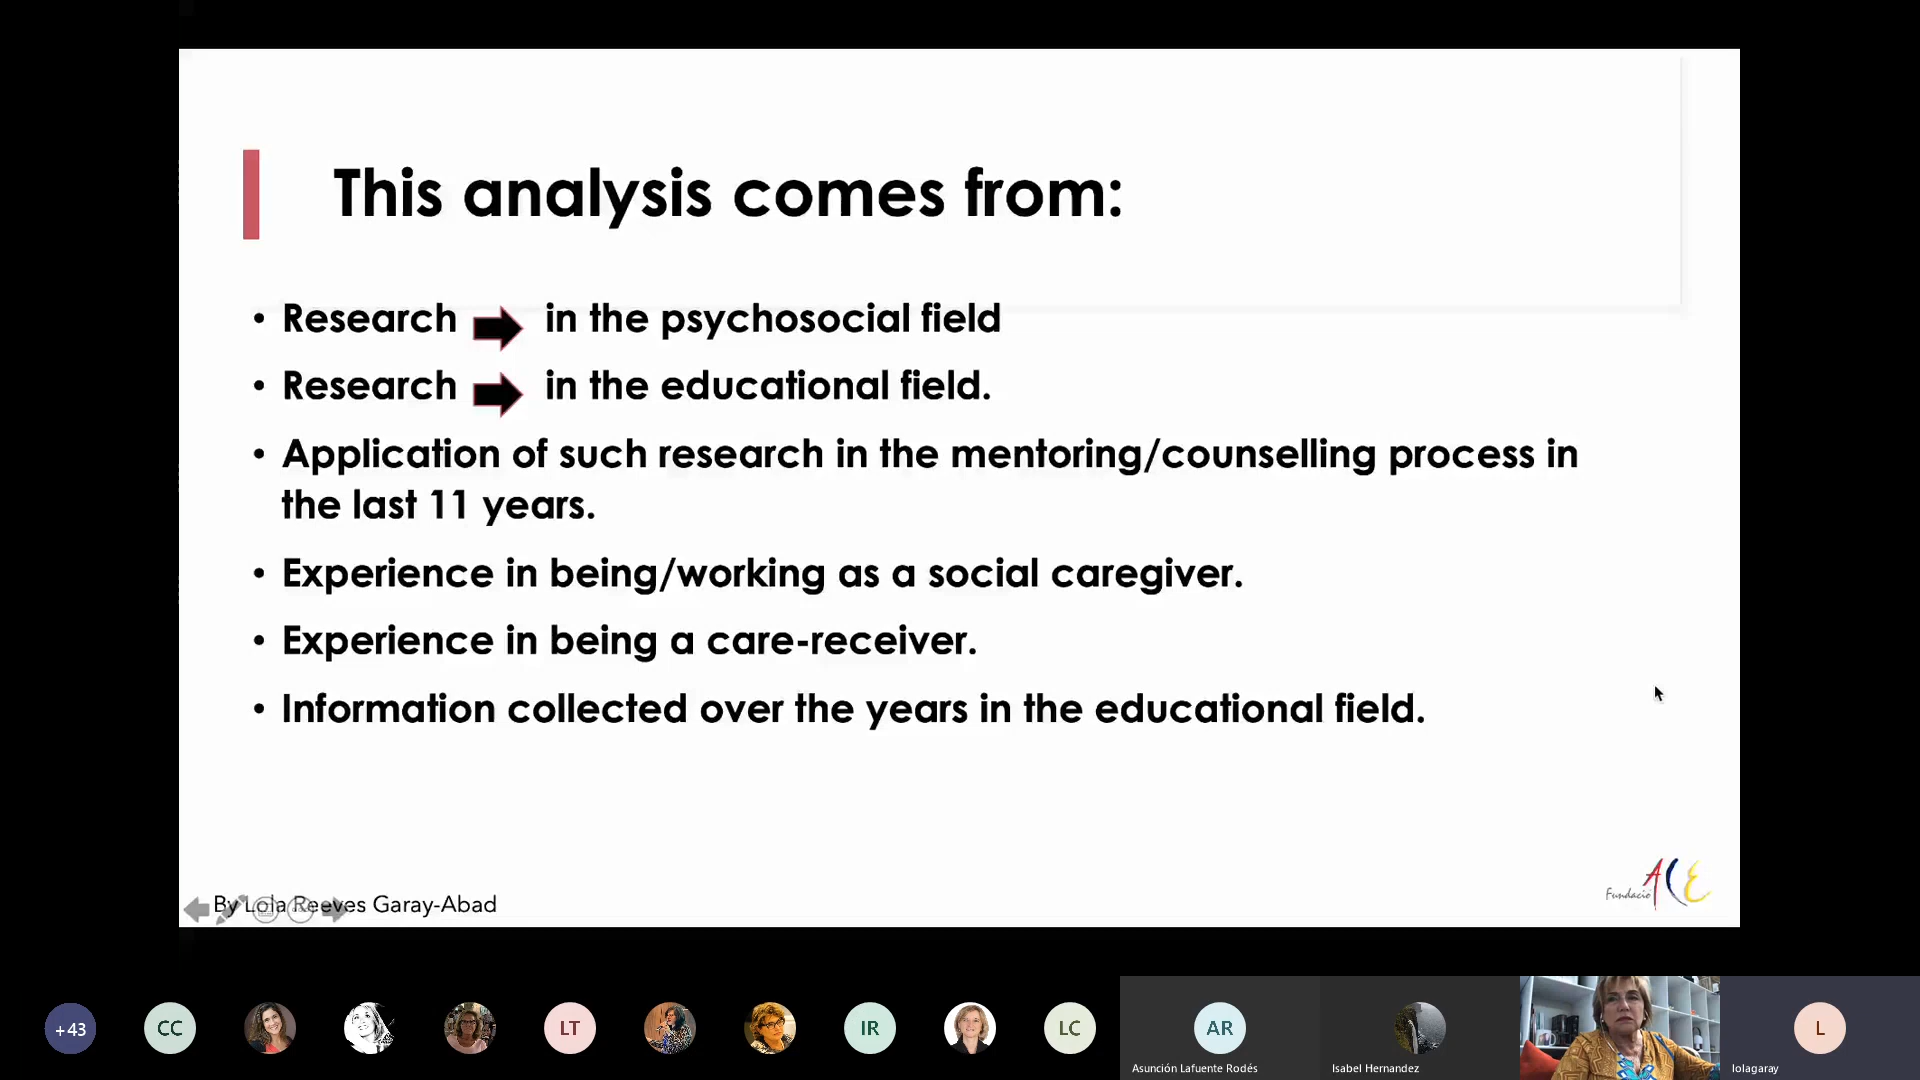 This analysis comes from:
• Research in the psychosocial field
• Research in the educational field.
• Application of such research in the mentoring/counselling process in
the last 11 years.
• Experience in being/working as a social caregiver.
• Experience in being a care-receiver.
• Information collected over the years in the educational field.
By Lola Reeves Garay-Abad
Fundació ACE
+43
CC
LT
IR
LC
AR
L
Asunción Lafuente Rodés
Isabel Hernandez
lolagaray